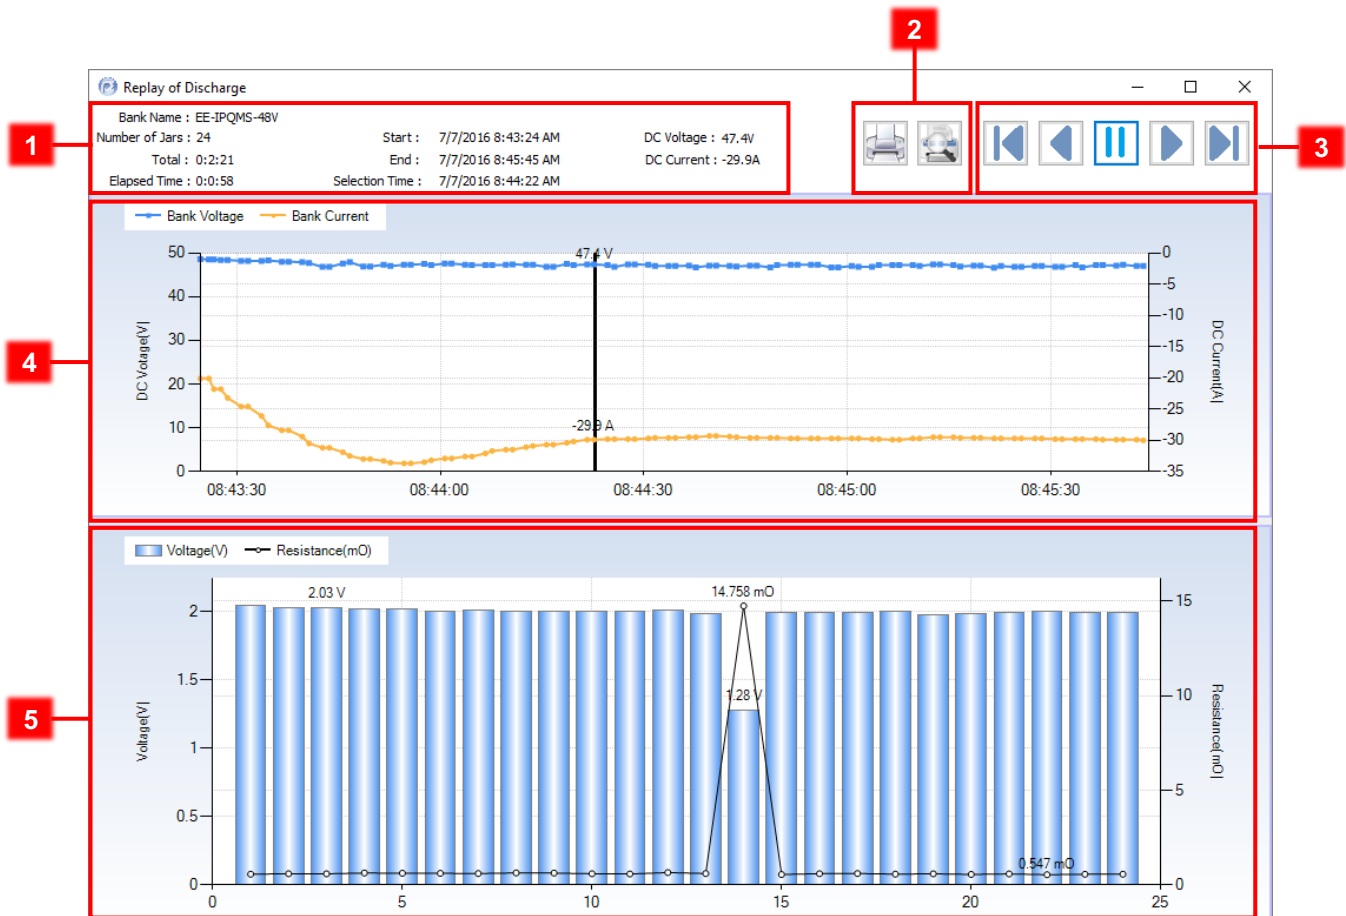 2
Replay of Discharge
1
3
Bank Name : EE-IPQMS-48V
Number of Jars : 24 Start : 7/7/2016 8:43:24 AM DC Voltage : 47.4V
Total : 0:2:21 End : 7/7/2016 8:45:45 AM DC Current : -29.9A
Elapsed Time : 0:0:58 Selection Time : 7/7/2016 8:44:22 AM
4
Bank Voltage Bank Current
50
40
30
20
10
0
DC Votage[V]
47.4 V
-29.9 A
0
-5
-10
-15
-20
-25
-30
-35
DC Current[A]
08:43:30 08:44:00 08:44:30 08:45:00 08:45:30
5
Voltage(V) Resistance(mO)
2
1.5
1
0.5
0
Voltage[V]
2.03 V
14.758 mO
1.28 V
0.547 mO
15
10
5
0
Resistance[mO]
0 5 10 15 20 25